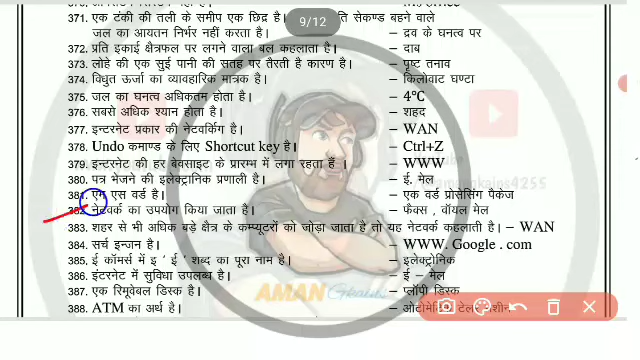 371. एक टंकी की तली के समीप एक छिद्र है। प्रति सेकण्ड बहने वाले
जल का आयतन निर्भर नहीं करता है। – द्रव के घनत्व पर
372. प्रति इकाई क्षैत्रफल पर लगने वाला बल कहलाता है। – दाब
373. लोहे की एक सुई पानी की सतह पर तैरती है कारण है। – पृष्ट तनाव
374. विधुत ऊर्जा का व्यावहारिक मात्रक है। – किलोवाट घण्टा
375. जल का घनत्व अधिकतम होता है। – 4°C
376. सबसे अधिक श्यान होता है। – शहद
377. इन्टरनेट प्रकार की नेटवर्किंग है। – WAN
378. Undo कमाण्ड के लिए Shortcut key है। – Ctrl+Z
379. इन्टरनेट की हर बेवसाइट के प्रारम्भ में लगा रहता हैं । – WWW
380. पत्र भेजने की इलेक्ट्रानिक प्रणाली है। – ई. मेल
381. एम एस वर्ड है। – एक वर्ड प्रोसेसिंग पैकेज
382. नेटवर्क का उपयोग किया जाता है। – फैक्स , वॉयल मेल
383. शहर से भी अधिक बड़े क्षैत्र के कम्प्यूटरों को जोड़ा जाता है तो यह नेटवर्क कहलाती है। – WAN
384. सर्च इन्जन है। – WWW. Google . com
385. ई कॉमर्स में इ ' ई ' शब्द का पूरा नाम है। – इलेक्ट्रोनिक
386. इंटरनेट में सुविधा उपलब्ध है। – ई – मेल
387. एक रिमूवेबल डिस्क है। – फ्लॉपी डिस्क
388. ATM का अर्थ है। – ओटोमेटिक टेलर मशीन
9/12
AMAN